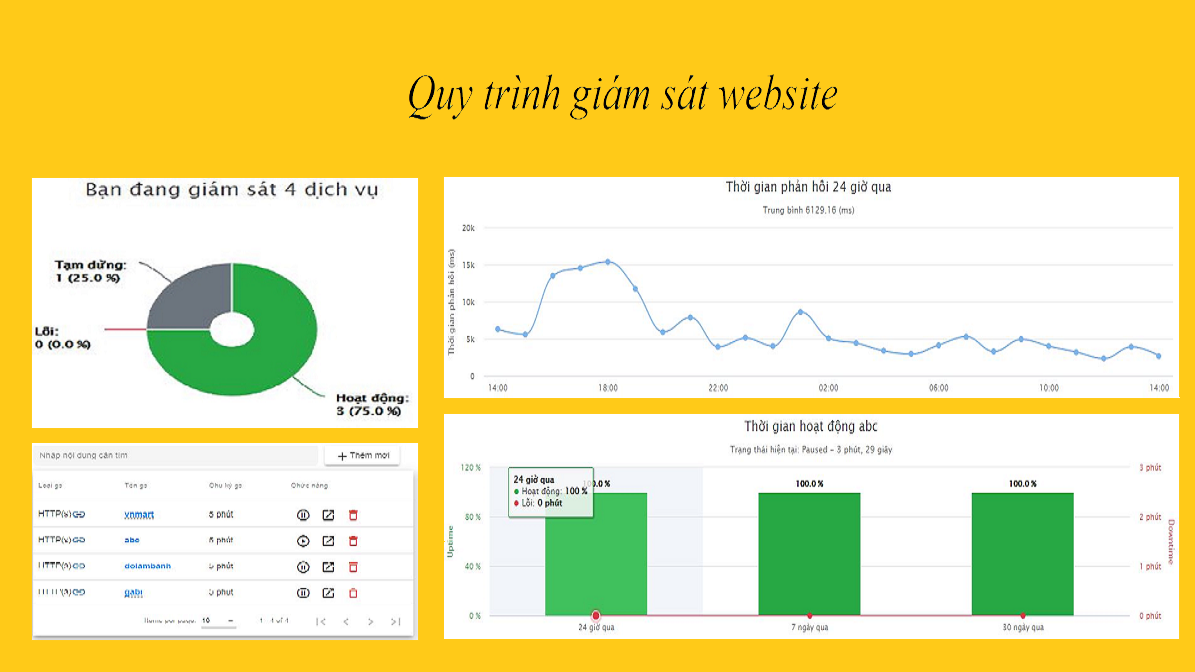 Quy trình giám sát website
Bạn đang giám sát 4 dịch vụ
Tạm dừng:
1 (25.0 %)
Lỗi:
0 (0.0 %)
Hoạt động:
3 (75.0 %)
Thời gian phản hồi 24 giờ qua
Trung bình 6129.16 (ms)
Thời gian phản hồi (ms)
20k
15k
10k
5k
0
14:00 18:00 22:00 02:00 06:00 10:00 14:00
Nhập nội dung cần tìm
+ Thêm mới
Loại gs Tên gs Chu kỳ gs Chức năng
HTTP(s) vnmart 5 phút
HTTP(s) abc 5 phút
HTTP(s) dolambanh 5 phút
HTTP(s) gabi 5 phút
Items per page: 10 1 - 4 of 4
Thời gian hoạt động abc
Trạng thái hiện tại: Paused – 3 phút, 29 giây
Uptime
120 %
80 %
40 %
0 %
24 giờ qua
Hoạt động: 100 %
Lỗi: 0 phút
100.0 % 100.0 %
3 phút
2 phút
1 phút
0 phút
Downtime
24 giờ qua 7 ngày qua 30 ngày qua